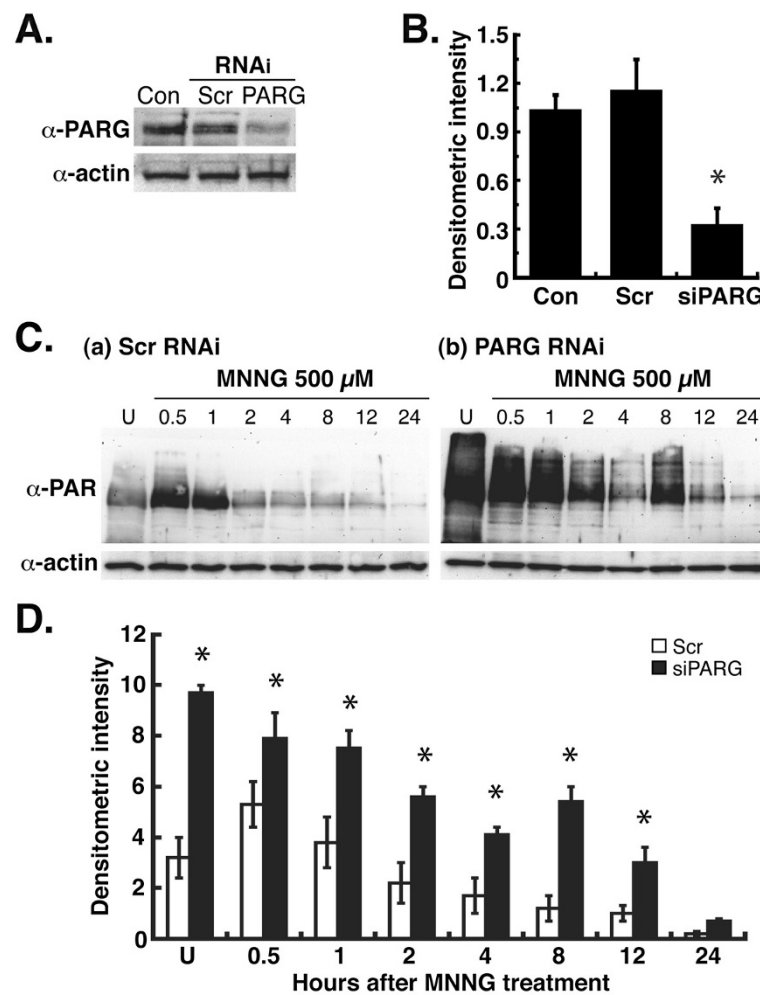 A.
RNAi
Con Scr PARG
α-PARG
α-actin
B.
Densitometric intensity
1.5
1.2
0.9
0.6
0.3
0
*
Con Scr siPARG
C.
(a) Scr RNAi
MNNG 500 µM
U 0.5 1 2 4 8 12 24
(b) PARG RNAi
MNNG 500 µM
U 0.5 1 2 4 8 12 24
α-PAR
α-actin
D.
Densitometric intensity
12
10
8
6
4
2
0
* * * * * * *
Scr
siPARG
U 0.5 1 2 4 8 12 24
Hours after MNNG treatment